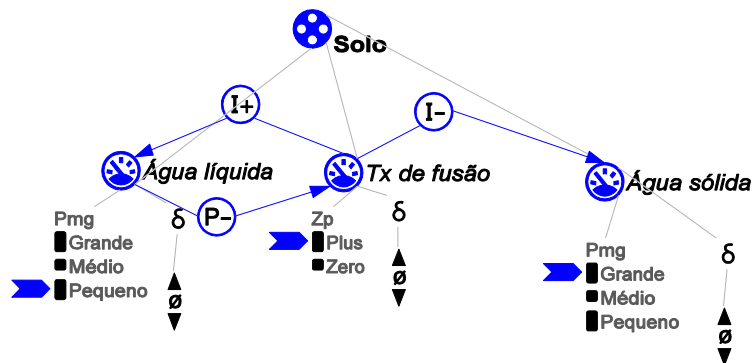 Solo
I+
I–
Água líquida
Tx de fusão
Água sólida
P–
Pmg
Grande
Médio
Pequeno
δ
ø
Zp
Plus
Zero
δ
ø
Pmg
Grande
Médio
Pequeno
δ
ø